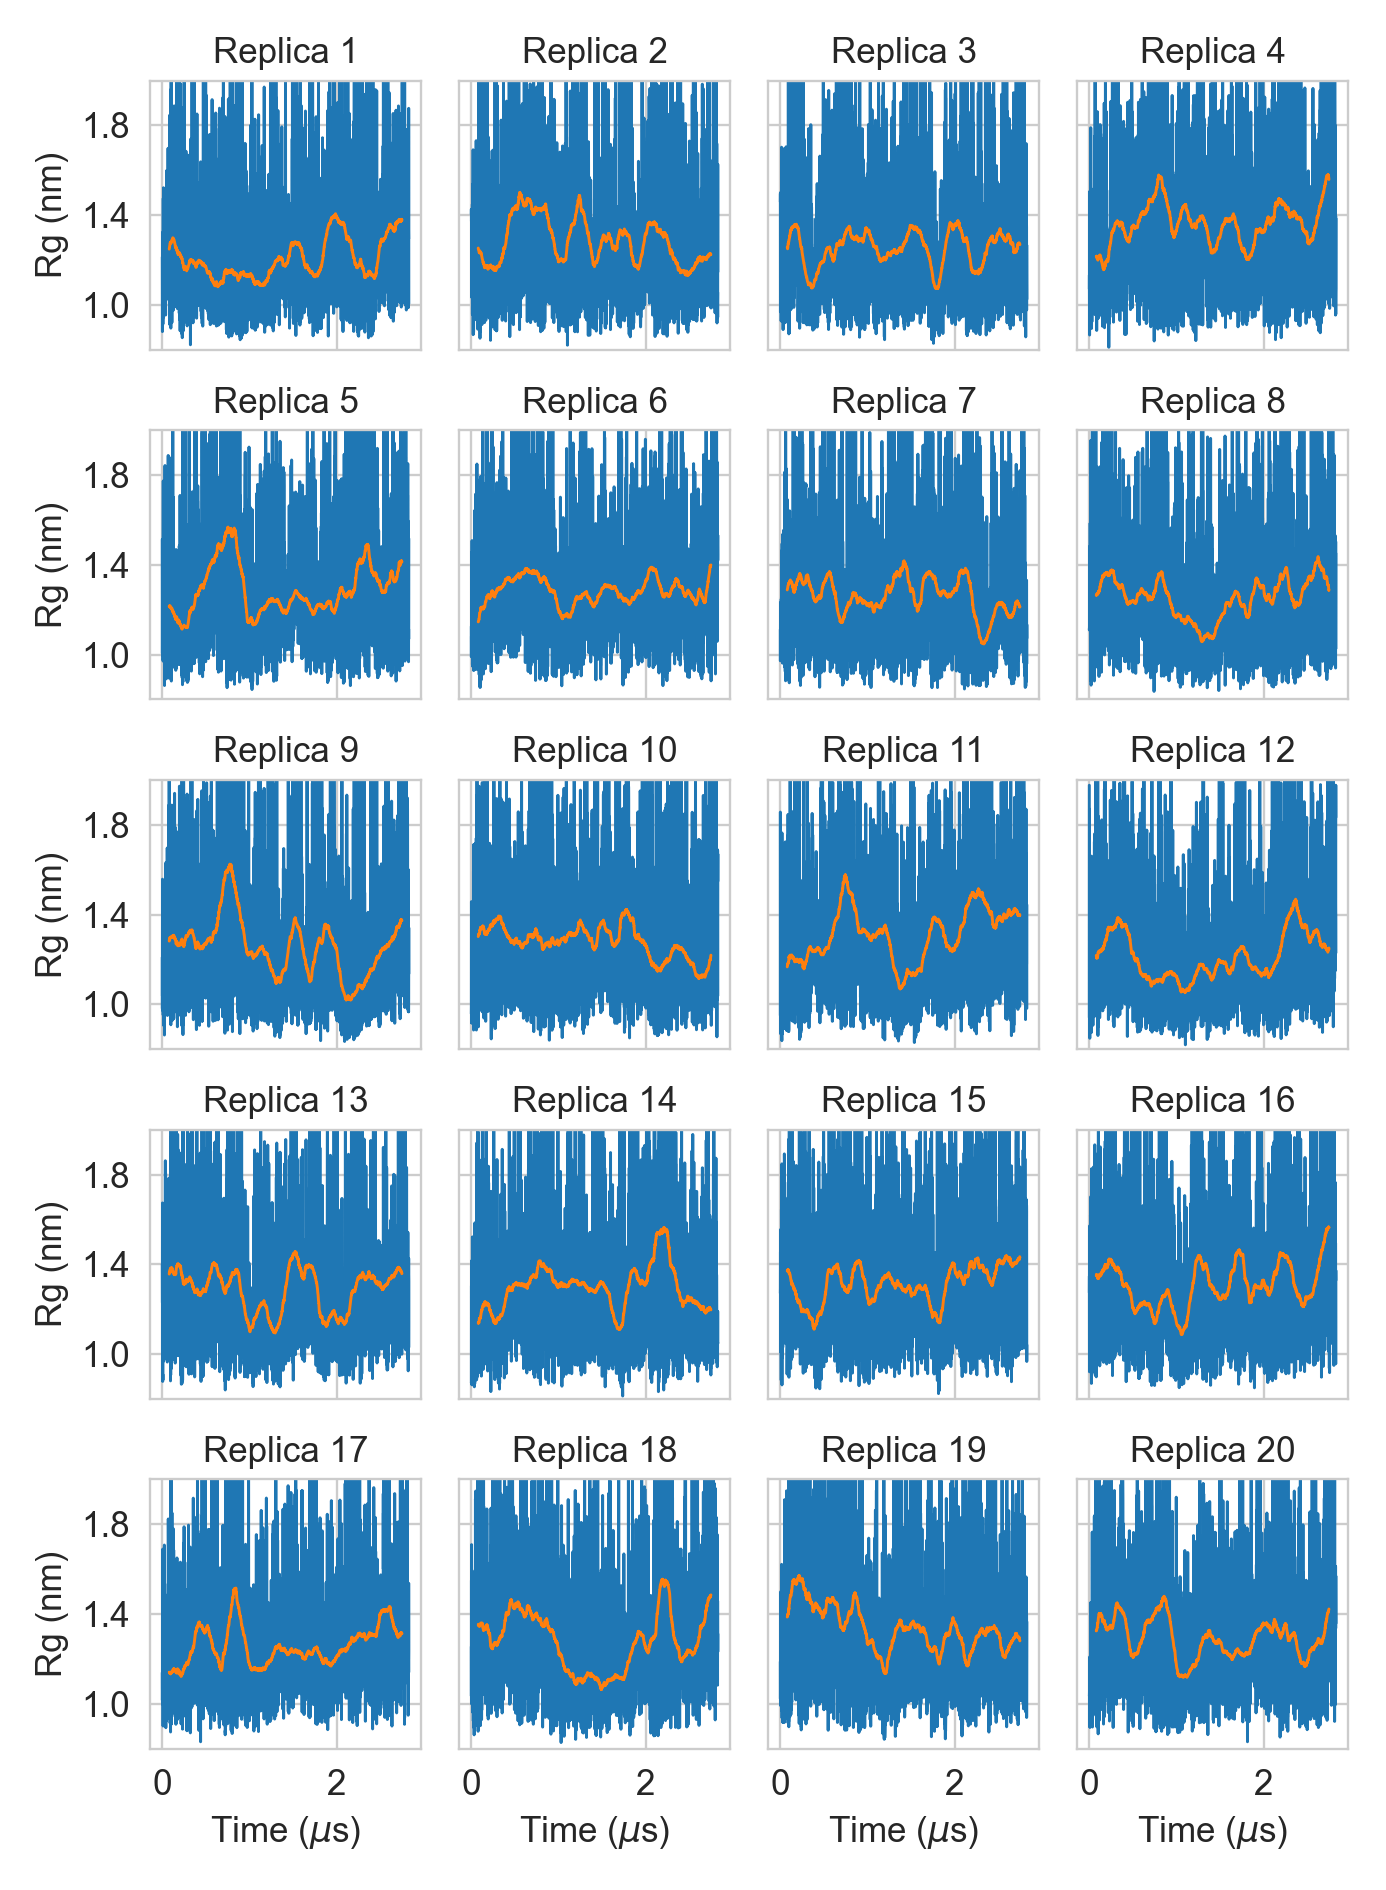 Replica 1 Replica 2 Replica 3 Replica 4
1.8
1.4
1.0
Rg (nm)
Replica 5 Replica 6 Replica 7 Replica 8
1.8
1.4
1.0
Rg (nm)
Replica 9 Replica 10 Replica 11 Replica 12
1.8
1.4
1.0
Rg (nm)
Replica 13 Replica 14 Replica 15 Replica 16
1.8
1.4
1.0
Rg (nm)
Replica 17 Replica 18 Replica 19 Replica 20
1.8
1.4
1.0
Rg (nm)
0 2 0 2 0 2 0 2
Time (μs) Time (μs) Time (μs) Time (μs)